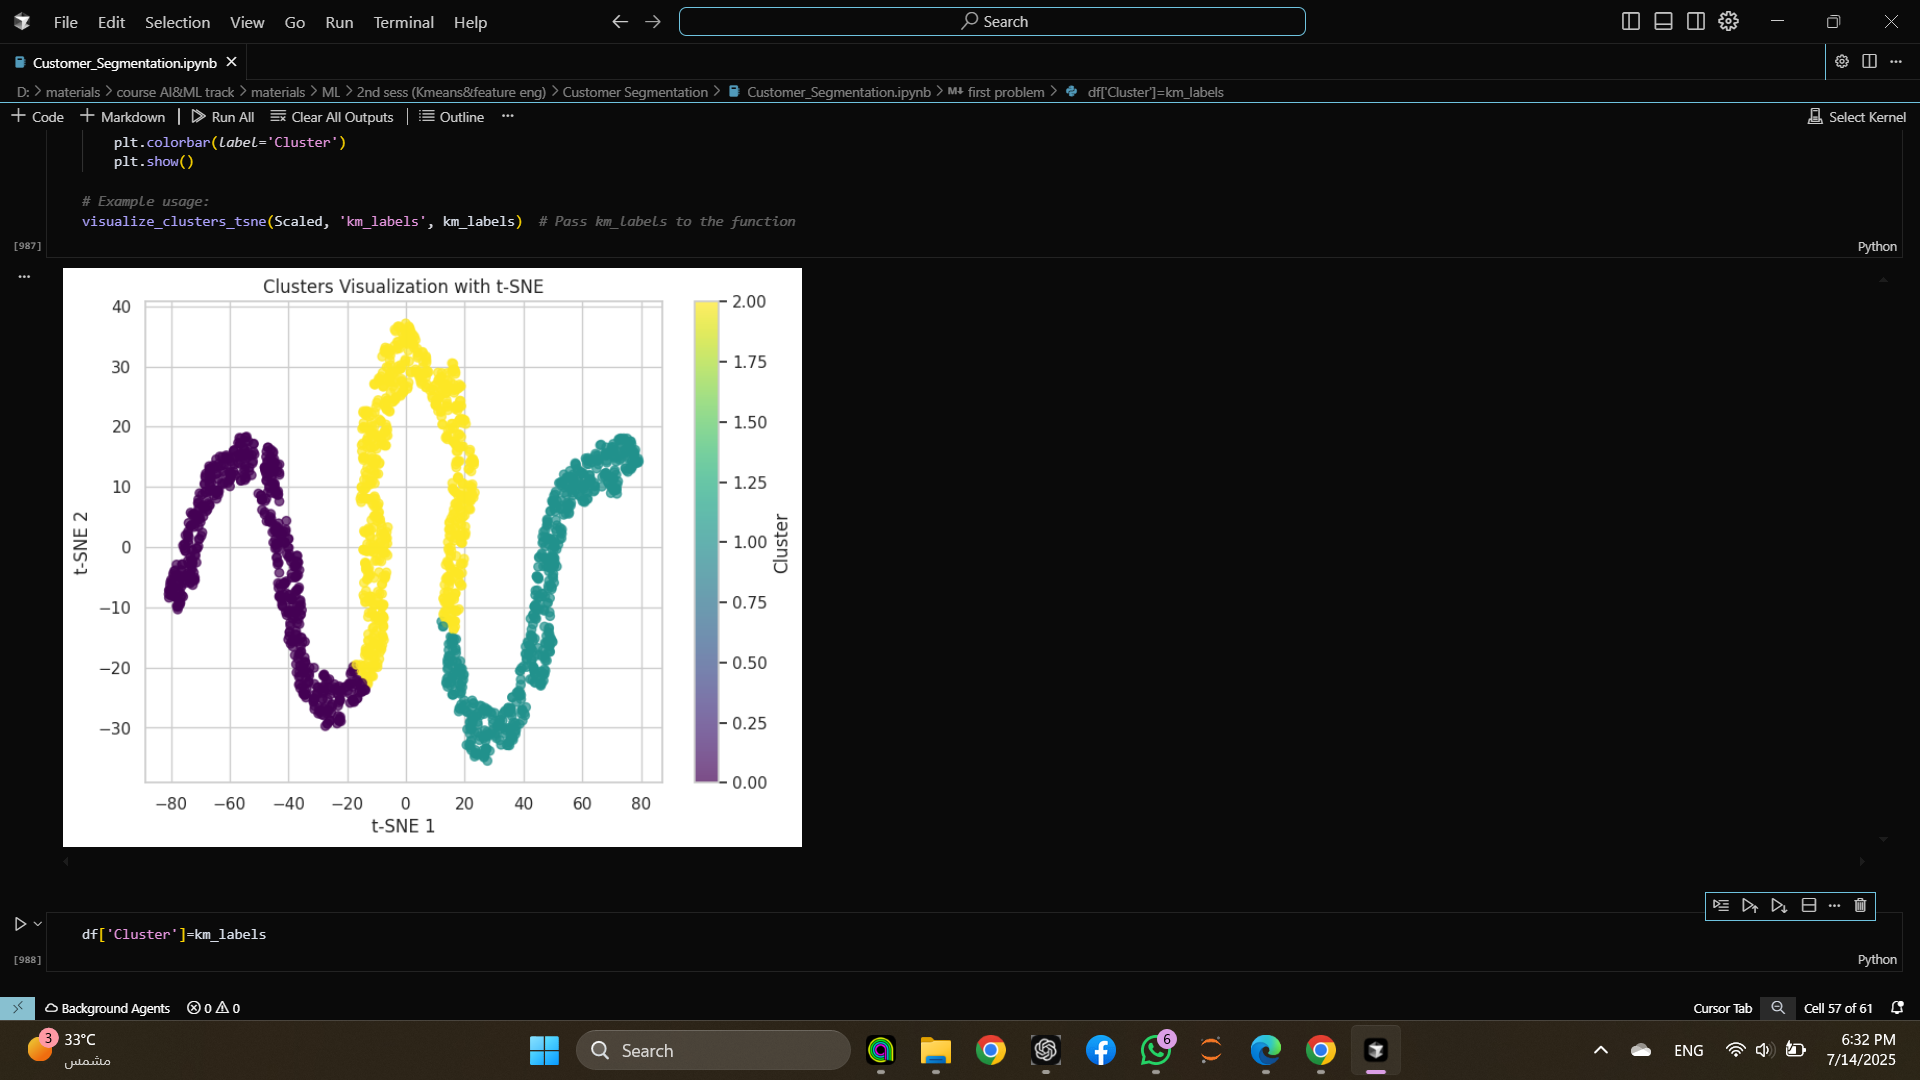 File Edit Selection View Go Run Terminal Help
Search
Customer_Segmentation.ipynb
D: > materials > course AI&ML track > materials > ML > 2nd sess (Kmeans&feature eng) > Customer Segmentation > Customer_Segmentation.ipynb > M↓ first problem > df['Cluster']=km_labels
+ Code + Markdown | Run All Clear All Outputs | Outline ···
Select Kernel
plt.colorbar(label='Cluster')
plt.show()
# Example usage:
visualize_clusters_tsne(Scaled, 'km_labels', km_labels)  # Pass km_labels to the function
[987]
Python
Clusters Visualization with t-SNE
40
30
20
10
0
−10
−20
−30
t-SNE 2
−80 −60 −40 −20 0 20 40 60 80
t-SNE 1
2.00
1.75
1.50
1.25
1.00
0.75
0.50
0.25
0.00
Cluster
df['Cluster']=km_labels
[988]
Python
Background Agents 0 0
Cursor Tab Cell 57 of 61
3
33°C
مشمس
Search
6
ENG
6:32 PM
7/14/2025